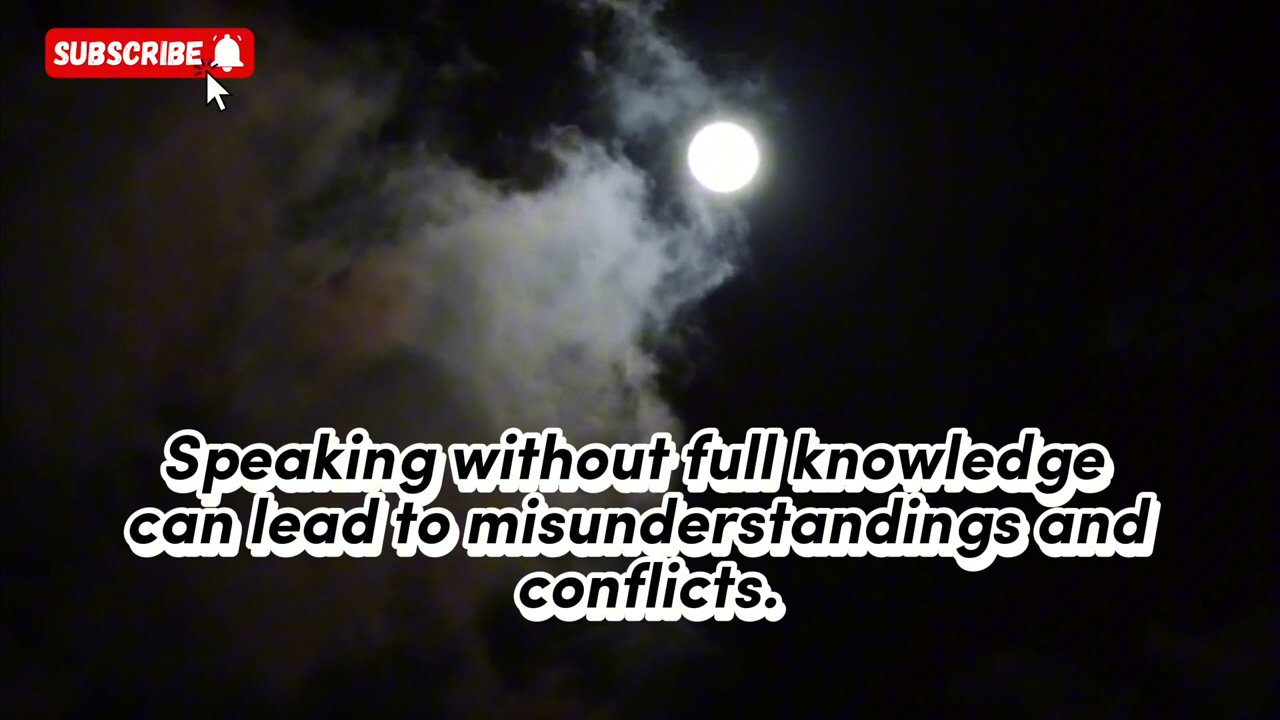 SUBSCRIBE
Speaking without full knowledge
can lead to misunderstandings and
conflicts.